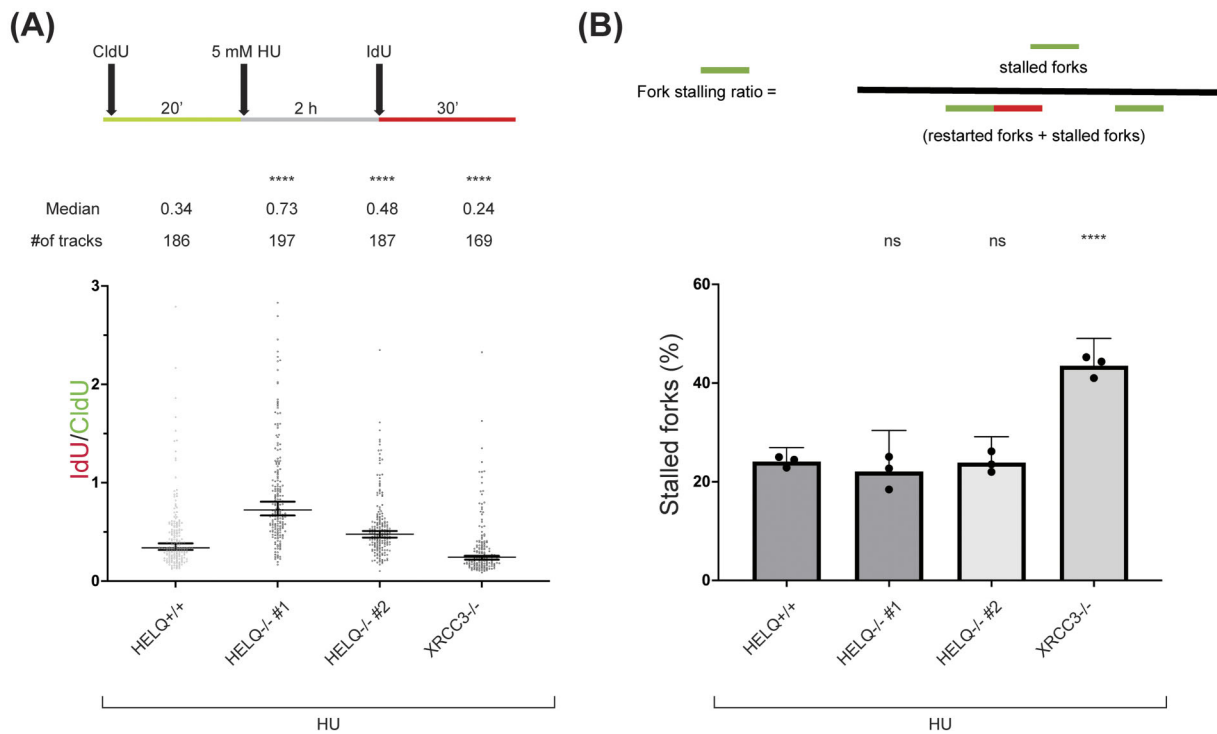 (A)
CldU 5 mM HU IdU
20’ 2 h 30’
**** **** ****
Median 0.34 0.73 0.48 0.24
#of tracks 186 197 187 169
3
2
1
0
IdU/CldU
HELQ+/+ HELQ-/- #1 HELQ-/- #2 XRCC3-/-
HU
(B)
stalled forks
Fork stalling ratio =
(restarted forks + stalled forks)
ns ns ****
60
40
20
0
Stalled forks (%)
HELQ+/+ HELQ-/- #1 HELQ-/- #2 XRCC3-/-
HU